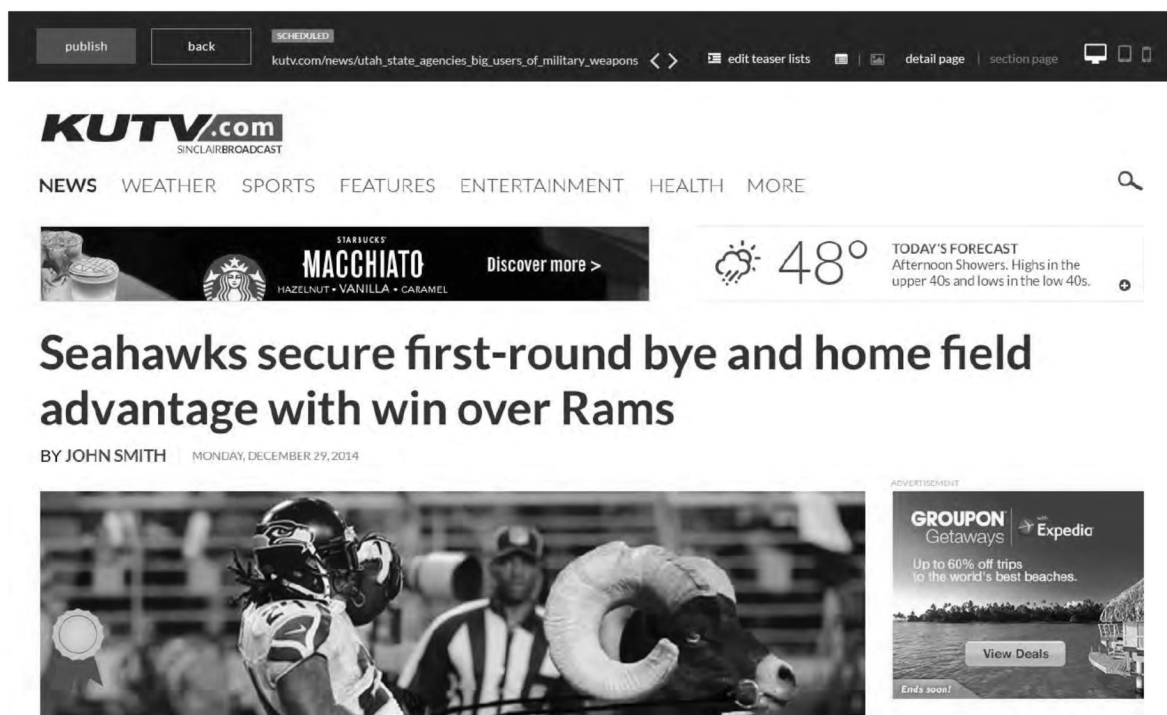 publish
back
SCHEDULED
kutv.com/news/utah_state_agencies_big_users_of_military_weapons
edit teaser lists
detail page | section page
KUTV.com
SINCLAIRBROADCAST
NEWS WEATHER SPORTS FEATURES ENTERTAINMENT HEALTH MORE
STARBUCKS
MACCHIATO
HAZELNUT • VANILLA • CARAMEL
Discover more >
48°
TODAY'S FORECAST
Afternoon Showers. Highs in the
upper 40s and lows in the low 40s.
Seahawks secure first-round bye and home field
advantage with win over Rams
BY JOHN SMITH
MONDAY, DECEMBER 29, 2014
ADVERTISEMENT
GROUPON
Getaways
with
Expedia
Up to 60% off trips
to the world's best beaches.
View Deals
Ends soon!